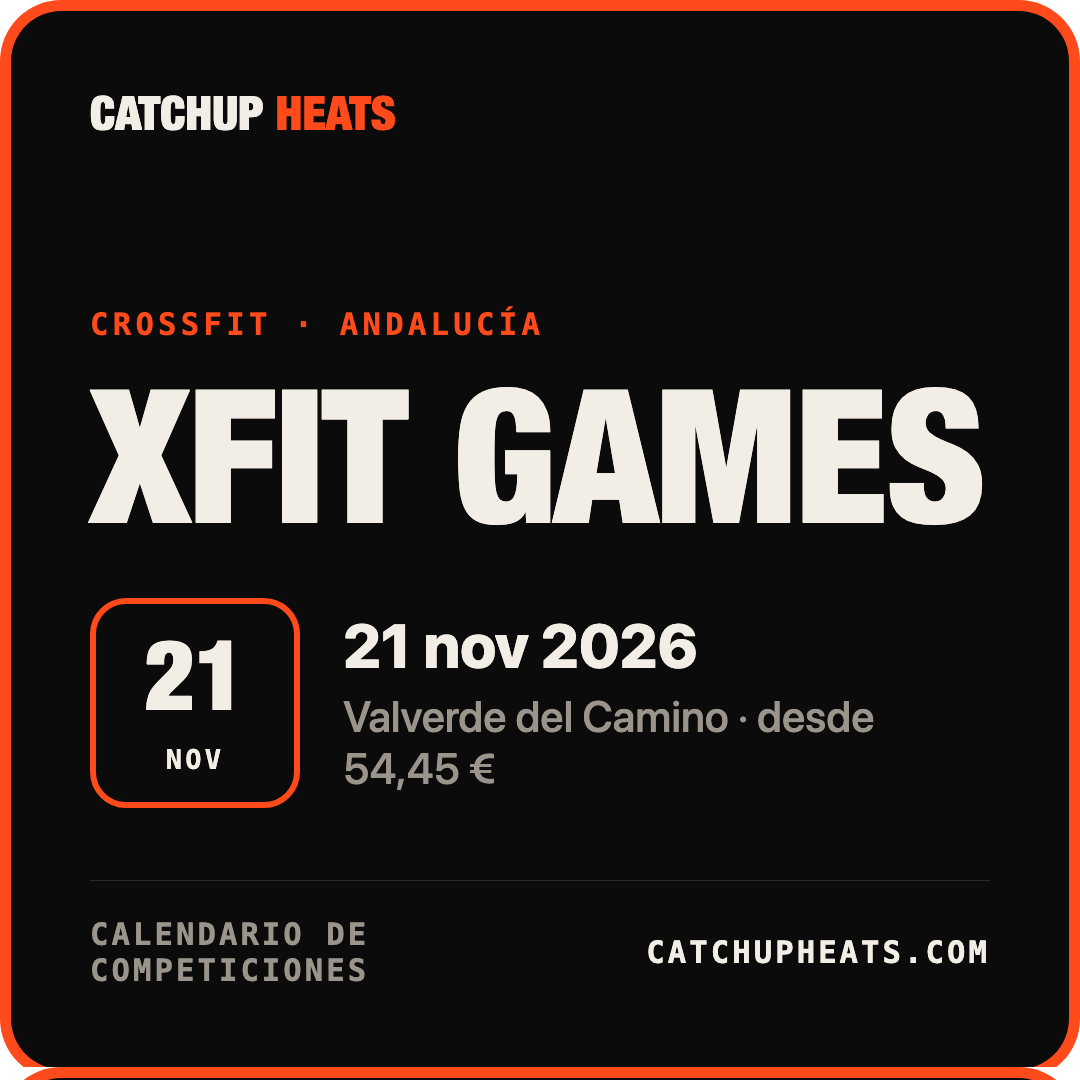 CATCHUP HEATS
CROSSFIT · ANDALUCÍA
XFIT GAMES
21
NOV
21 nov 2026
Valverde del Camino · desde
54,45 €
CALENDARIO DE
COMPETICIONES
CATCHUPHEATS.COM